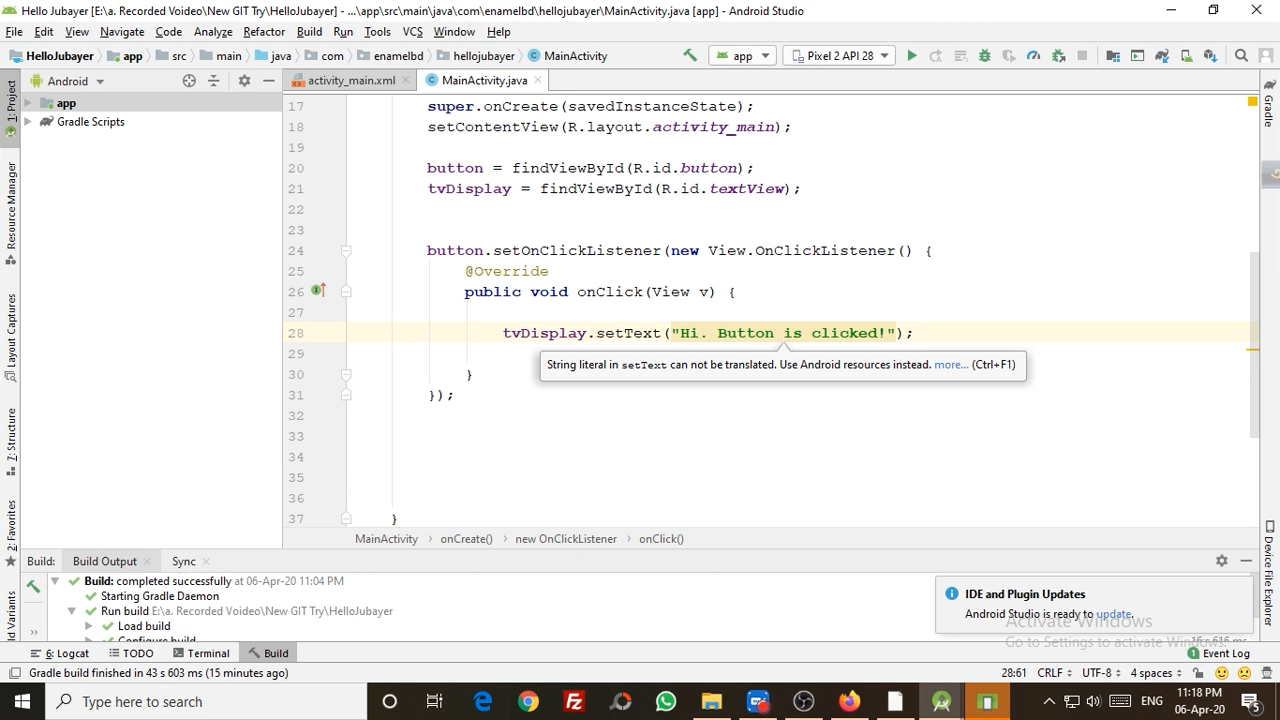 Hello Jubayer [E:\a. Recorded Voideo\New GIT Try\HelloJubayer] - ...\app\src\main\java\com\enamelbd\hellojubayer\MainActivity.java [app] - Android Studio
File Edit View Navigate Code Analyze Refactor Build Run Tools VCS Window Help
HelloJubayer app src main java com enamelbd hellojubayer MainActivity app Pixel 2 API 28
Android activity_main.xml MainActivity.java
1: Project
Resource Manager
Layout Captures
7: Structure
2: Favorites
app
Gradle Scripts
17 super.onCreate(savedInstanceState);
18 setContentView(R.layout.activity_main);
19
20 button = findViewById(R.id.button);
21 tvDisplay = findViewById(R.id.textView);
22
23
24 button.setOnClickListener(new View.OnClickListener() {
25 @Override
26 public void onClick(View v) {
27
28 tvDisplay.setText("Hi. Button is clicked!");
29
String literal in setText can not be translated. Use Android resources instead. more... (Ctrl+F1)
30 }
31 });
32
33
34
35
36
37 }
MainActivity onCreate() new OnClickListener onClick()
Gradle
Device File Explorer
Build: Build Output Sync
Build: completed successfully at 06-Apr-20 11:04 PM
Starting Gradle Daemon
Run build E:\a. Recorded Voideo\New GIT Try\HelloJubayer
Load build
Configure build
IDE and Plugin Updates
Android Studio is ready to update.
Activate Windows
Go to Settings to activate Windows.
6: Logcat TODO Terminal Build Event Log
Gradle build finished in 43 s 603 ms (15 minutes ago) 28:61 CRLF UTF-8 4 spaces
Type here to search ENG 11:18 PM
06-Apr-20 5